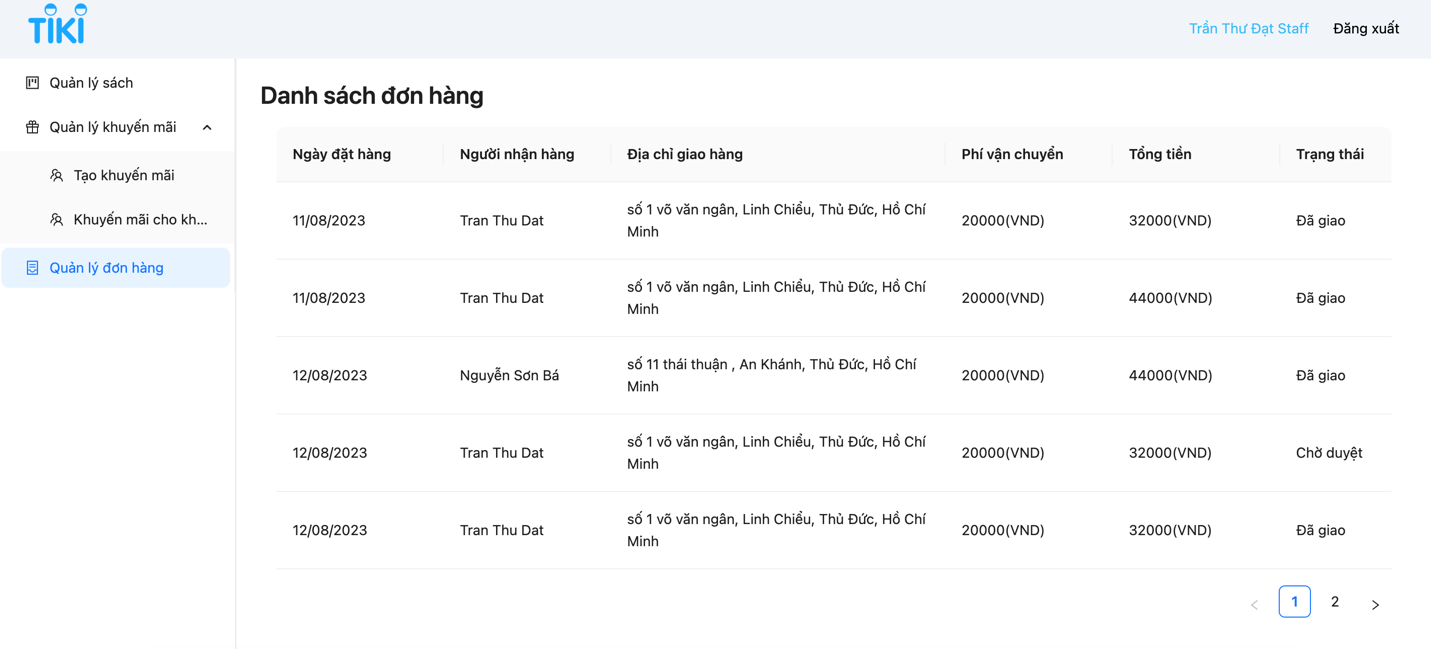 TIKI
Trần Thư Đạt Staff Đăng xuất
Quản lý sách
Quản lý khuyến mãi
Tạo khuyến mãi
Khuyến mãi cho kh...
Quản lý đơn hàng
Danh sách đơn hàng
Ngày đặt hàng Người nhận hàng Địa chỉ giao hàng Phí vận chuyển Tổng tiền Trạng thái
11/08/2023 Tran Thu Dat số 1 võ văn ngân, Linh Chiểu, Thủ Đức, Hồ Chí
Minh 20000(VND) 32000(VND) Đã giao
11/08/2023 Tran Thu Dat số 1 võ văn ngân, Linh Chiểu, Thủ Đức, Hồ Chí
Minh 20000(VND) 44000(VND) Đã giao
12/08/2023 Nguyễn Sơn Bá số 11 thái thuận , An Khánh, Thủ Đức, Hồ Chí
Minh 20000(VND) 44000(VND) Đã giao
12/08/2023 Tran Thu Dat số 1 võ văn ngân, Linh Chiểu, Thủ Đức, Hồ Chí
Minh 20000(VND) 32000(VND) Chờ duyệt
12/08/2023 Tran Thu Dat số 1 võ văn ngân, Linh Chiểu, Thủ Đức, Hồ Chí
Minh 20000(VND) 32000(VND) Đã giao
< 1 2 >